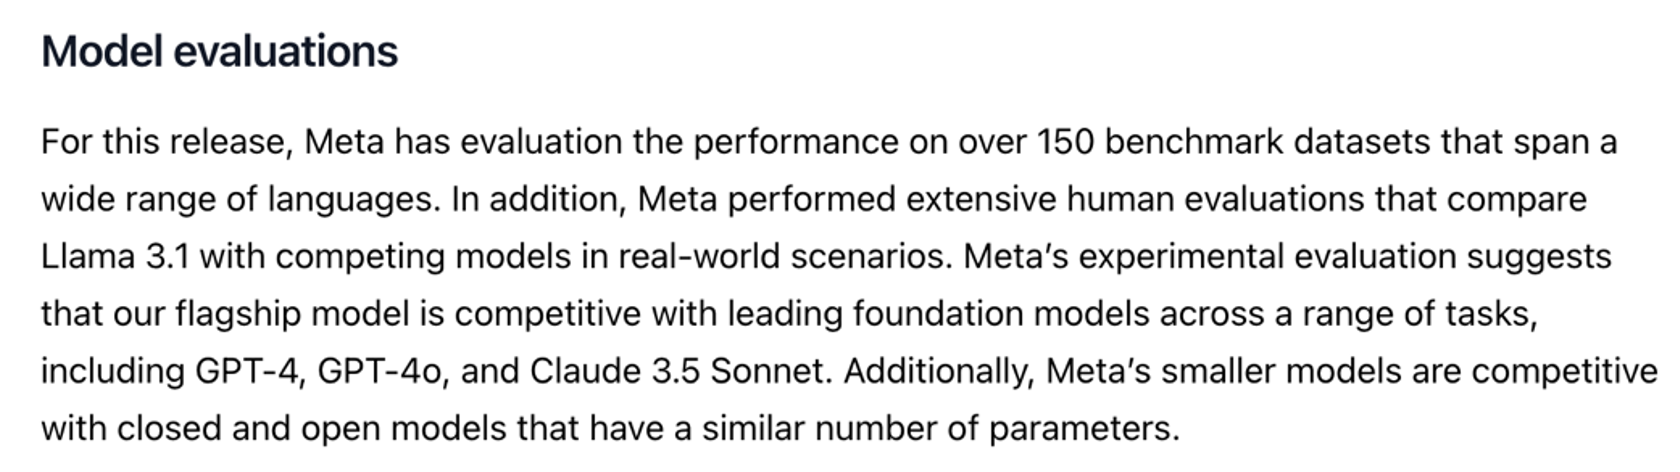 Model evaluations
For this release, Meta has evaluation the performance on over 150 benchmark datasets that span a
wide range of languages. In addition, Meta performed extensive human evaluations that compare
Llama 3.1 with competing models in real-world scenarios. Meta’s experimental evaluation suggests
that our flagship model is competitive with leading foundation models across a range of tasks,
including GPT-4, GPT-4o, and Claude 3.5 Sonnet. Additionally, Meta’s smaller models are competitive
with closed and open models that have a similar number of parameters.